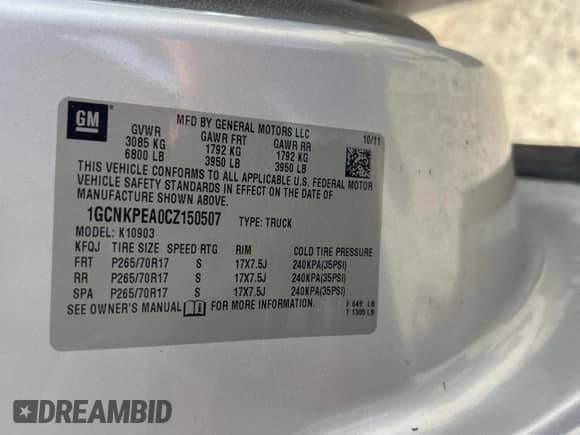 GM
MFD BY GENERAL MOTORS LLC
10/11
GVWR GAWR FRT GAWR RR
3085 KG 1792 KG 1792 KG
6800 LB 3950 LB 3950 LB
THIS VEHICLE CONFORMS TO ALL APPLICABLE U.S. FEDERAL MOTOR
VEHICLE SAFETY STANDARDS IN EFFECT ON THE DATE OF
MANUFACTURE SHOWN ABOVE.
1GCNKPEA0CZ150507 TYPE: TRUCK
MODEL: K10903
KFQJ TIRE SIZE SPEED RTG RIM COLD TIRE PRESSURE
FRT P265/70R17 S 17X7.5J 240KPA(35PSI)
RR P265/70R17 S 17X7.5J 240KPA(35PSI)
SPA P265/70R17 S 17X7.5J 240KPA(35PSI)
SEE OWNER'S MANUAL FOR MORE INFORMATION.
F 649 LB
T 1305 LB
DREAMBID